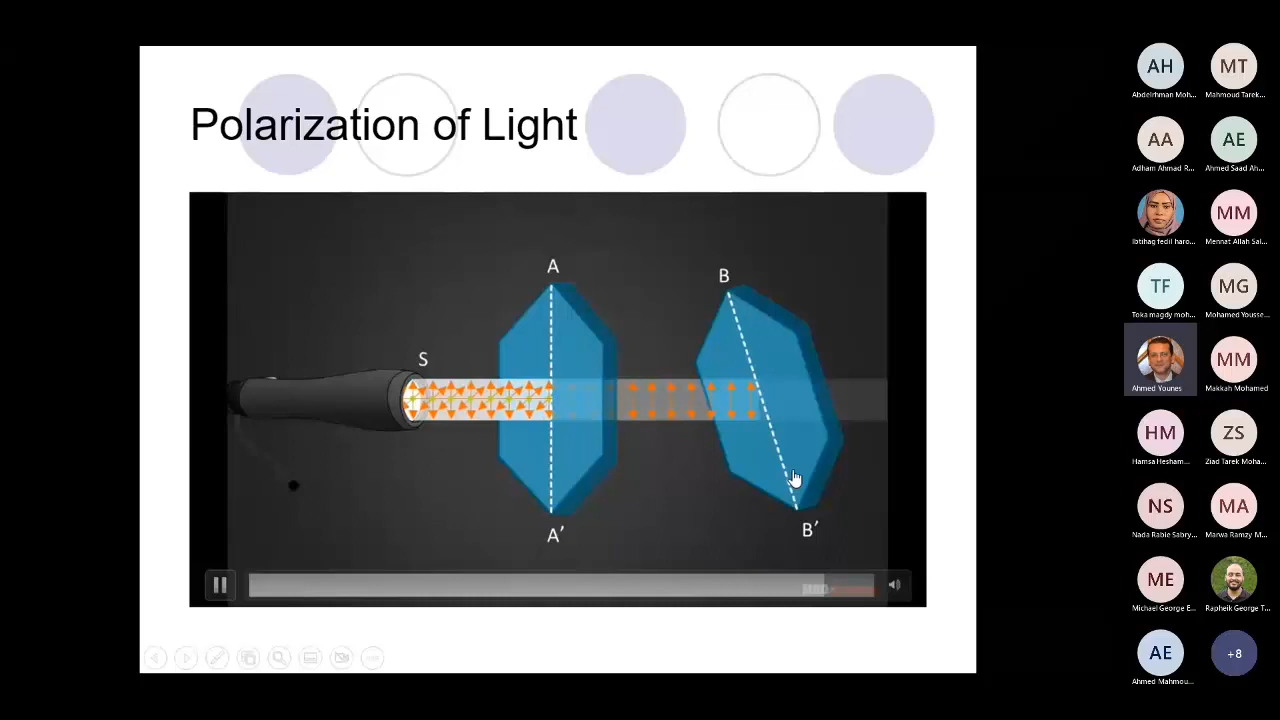 Polarization of Light
A
B
S
A′
B′
AH
MT
Abdelrhman Moh...
Mahmoud Tarek...
AA
AE
Adham Ahmad R...
Ahmed Saad Ah...
MM
Ibtihag fedil haro...
Mennat Allah Sal...
TF
MG
Toka magdy moh...
Mohamed Yousse...
MM
Ahmed Younes
Makkah Mohamed
HM
ZS
Hamsa Hesham...
Ziad Tarek Moha...
NS
MA
Nada Rabie Sabry...
Marwa Ramzy M...
ME
Michael George E...
Rapheik George T...
AE
+8
Ahmed Mahmou...